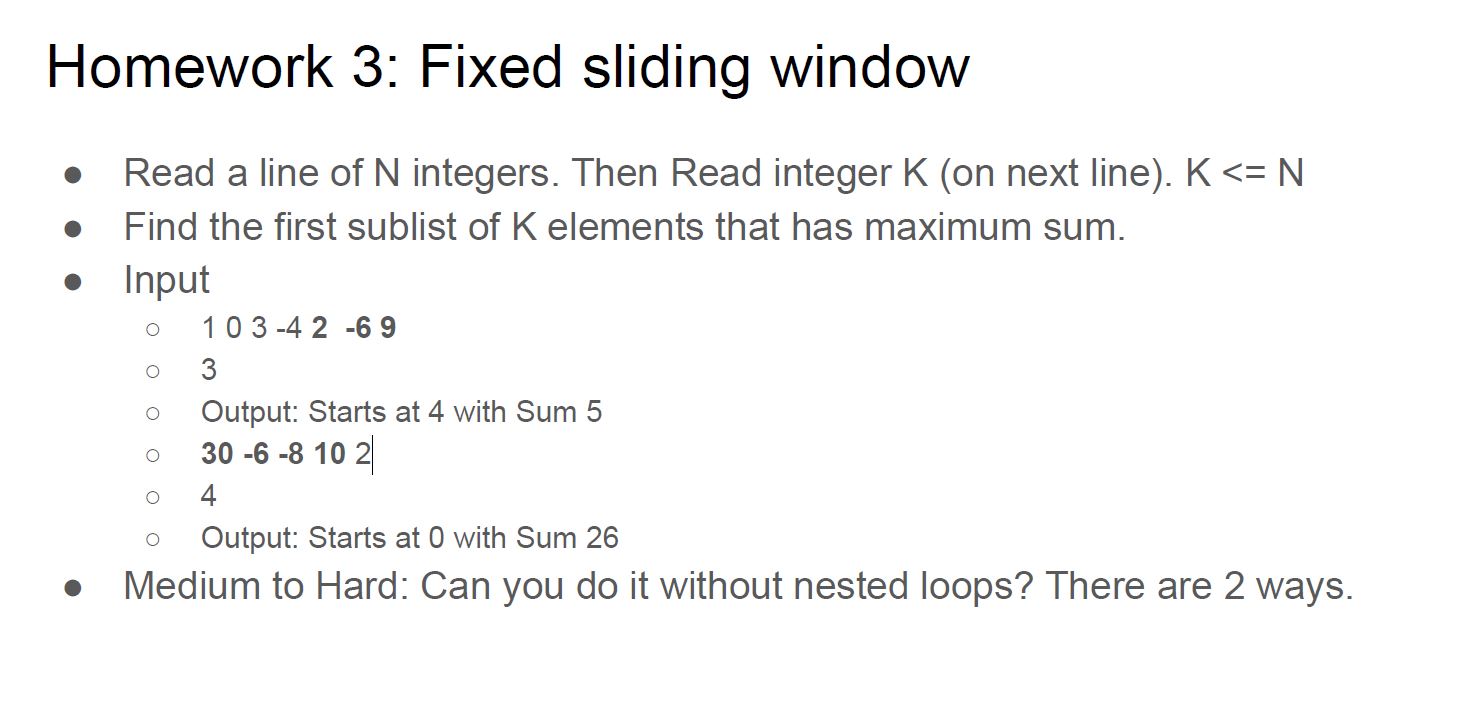 Homework 3: Fixed sliding window
● Read a line of N integers. Then Read integer K (on next line). K <= N
● Find the first sublist of K elements that has maximum sum.
● Input
○ 1 0 3 -4 2  -6 9
○ 3
○ Output: Starts at 4 with Sum 5
○ 30 -6 -8 10 2
○ 4
○ Output: Starts at 0 with Sum 26
● Medium to Hard: Can you do it without nested loops? There are 2 ways.